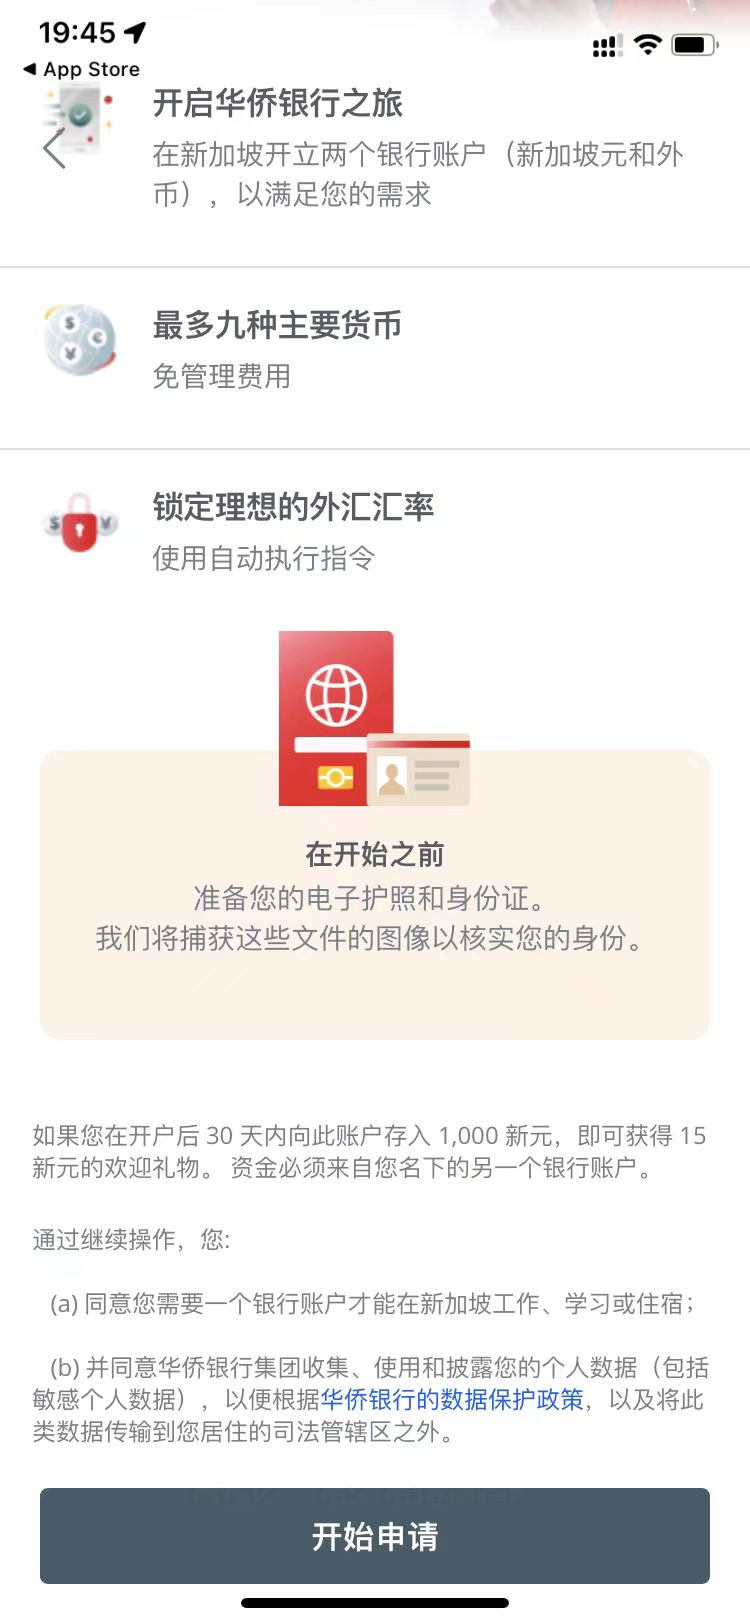 19:45
◀ App Store
开启华侨银行之旅
在新加坡开立两个银行账户（新加坡元和外
币），以满足您的需求
最多九种主要货币
免管理费用
锁定理想的外汇汇率
使用自动执行指令
在开始之前
准备您的电子护照和身份证。
我们将捕获这些文件的图像以核实您的身份。
如果您在开户后 30 天内向此账户存入 1,000 新元，即可获得 15
新元的欢迎礼物。 资金必须来自您名下的另一个银行账户。
通过继续操作，您:
(a) 同意您需要一个银行账户才能在新加坡工作、学习或住宿；
(b) 并同意华侨银行集团收集、使用和披露您的个人数据（包括
敏感个人数据），以便根据华侨银行的数据保护政策，以及将此
类数据传输到您居住的司法管辖区之外。
开始申请